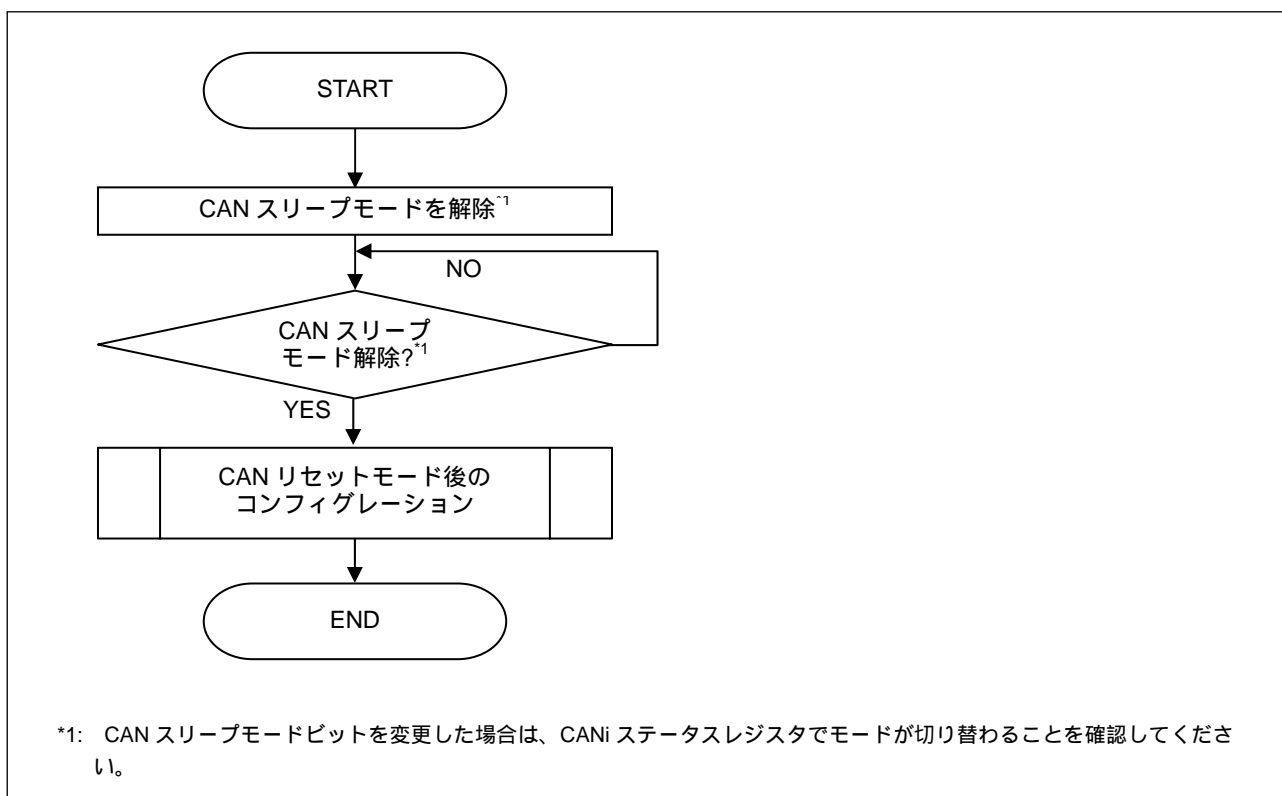 START
CAN スリープモードを解除*1
NO
CAN スリープ
モード解除?*1
YES
CAN リセットモード後の
コンフィグレーション
END
*1: CAN スリープモードビットを変更した場合は、CANi ステータスレジスタでモードが切り替わることを確認してくださ
い。